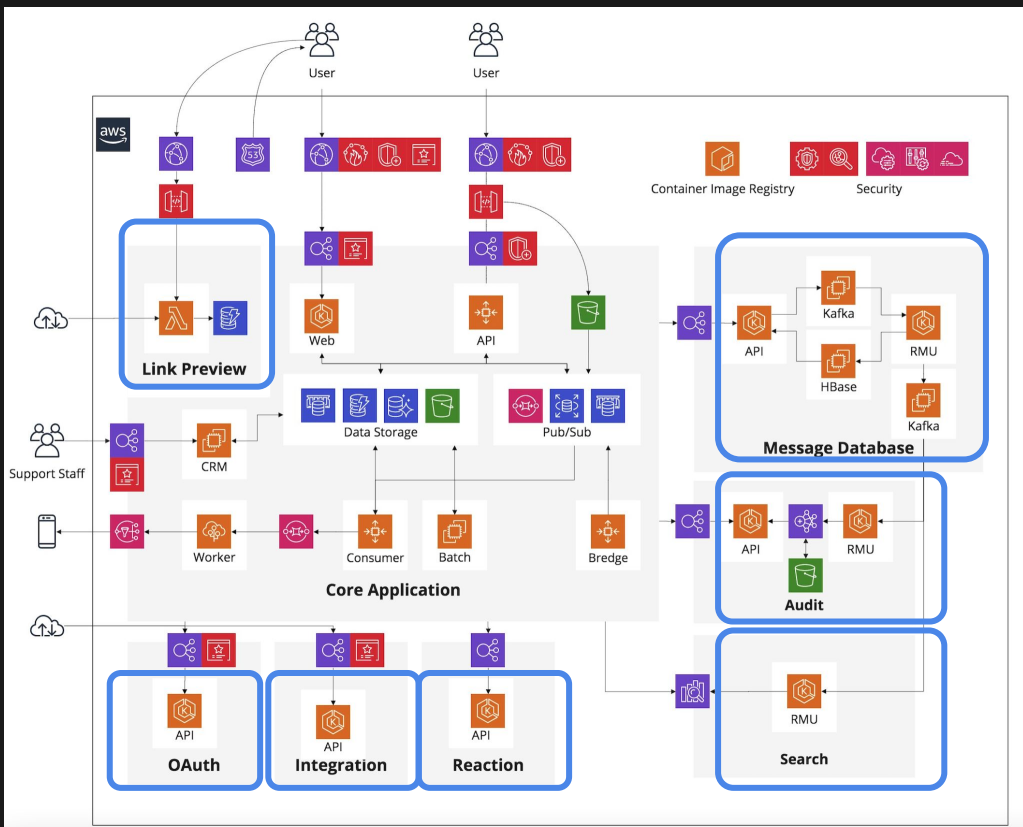 User
User
aws
53
Container Image Registry
Security
Link Preview
Web
API
Kafka
API
RMU
HBase
Kafka
Message Database
Data Storage
Pub/Sub
Support Staff
CRM
Worker
Consumer
Batch
Bredge
Core Application
API
RMU
Audit
API
OAuth
API
Integration
API
Reaction
RMU
Search